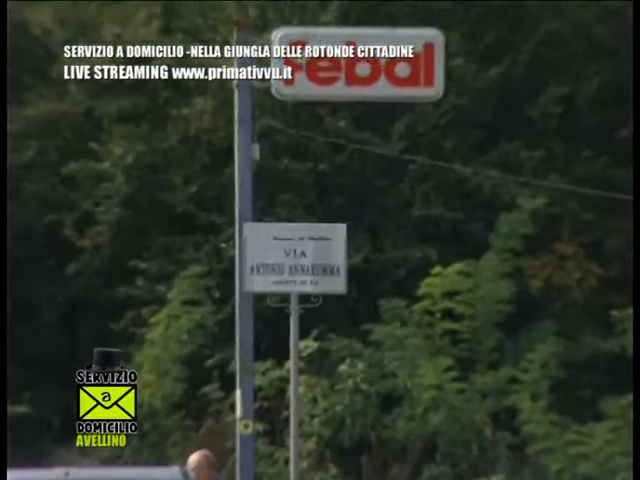 SERVIZIO A DOMICILIO -NELLA GIUNGLA DELLE ROTONDE CITTADINE
LIVE STREAMING www.primativvu.it
febal
VIA
ANTONIO ANNARUMMA
SERVIZIO
a
DOMICILIO
AVELLINO